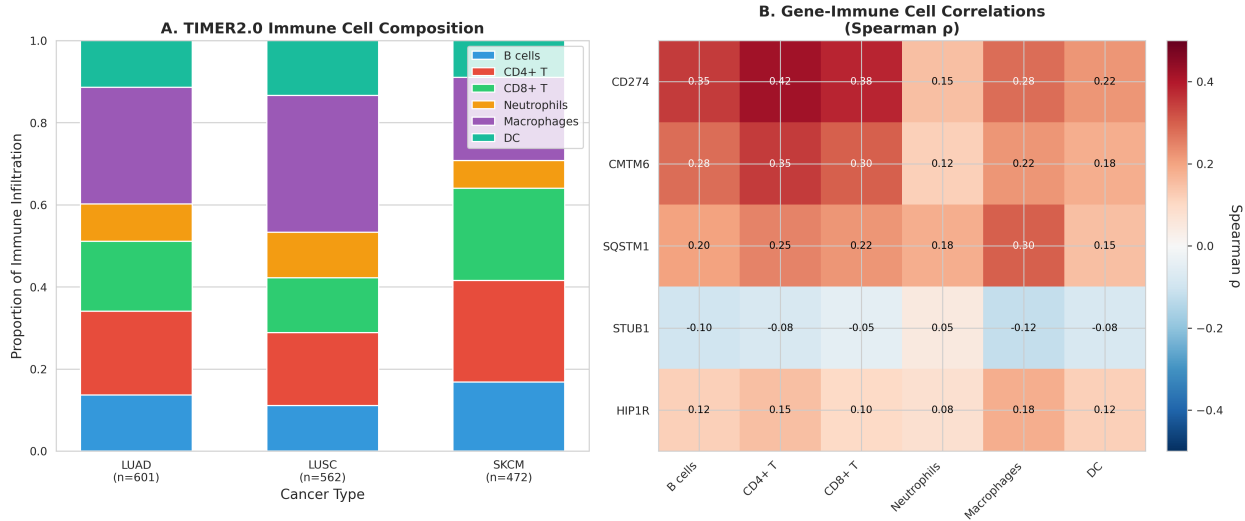 A. TIMER2.0 Immune Cell Composition
Proportion of Immune Infiltration
1.0
0.8
0.6
0.4
0.2
0.0
B cells
CD4+ T
CD8+ T
Neutrophils
Macrophages
DC
LUAD
(n=601)
LUSC
(n=562)
SKCM
(n=472)
Cancer Type
B. Gene-Immune Cell Correlations
(Spearman ρ)
CD274 0.35 0.42 0.38 0.15 0.28 0.22
CMTM6 0.28 0.35 0.30 0.12 0.22 0.18
SQSTM1 0.20 0.25 0.22 0.18 0.30 0.15
STUB1 -0.10 -0.08 -0.05 0.05 -0.12 -0.08
HIP1R 0.12 0.15 0.10 0.08 0.18 0.12
B cells
CD4+ T
CD8+ T
Neutrophils
Macrophages
DC
0.4
0.2
0.0
−0.2
−0.4
Spearman ρ